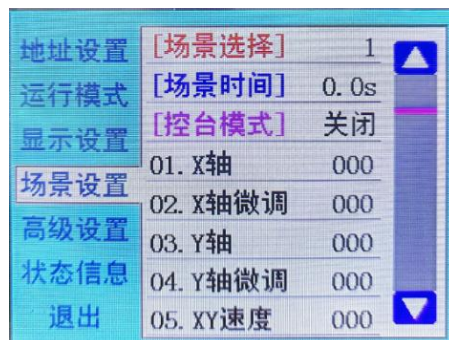 地址设置
运行模式
显示设置
场景设置
高级设置
状态信息
退出
[场景选择] 1
[场景时间] 0.0s
[控台模式] 关闭
01. X轴 000
02. X轴微调 000
03. Y轴 000
04. Y轴微调 000
05. XY速度 000